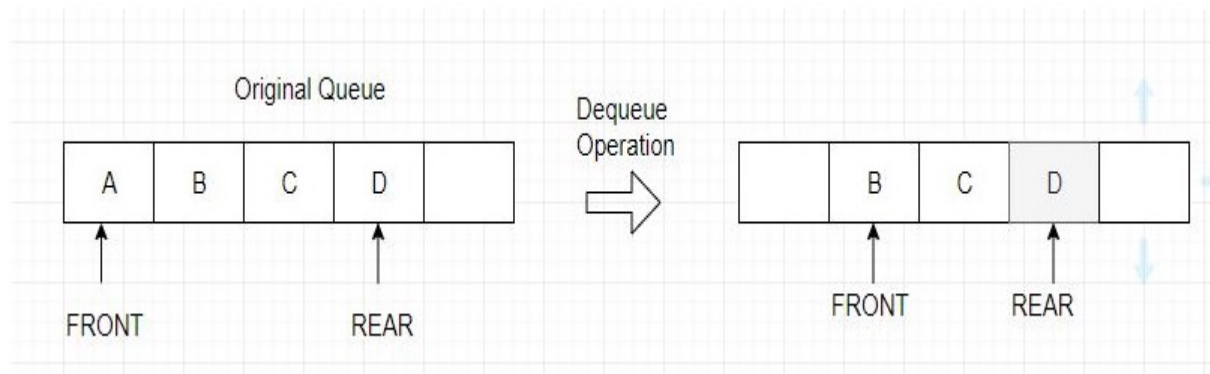 Original Queue
Dequeue
Operation
A B C D
B C D
FRONT REAR
FRONT REAR